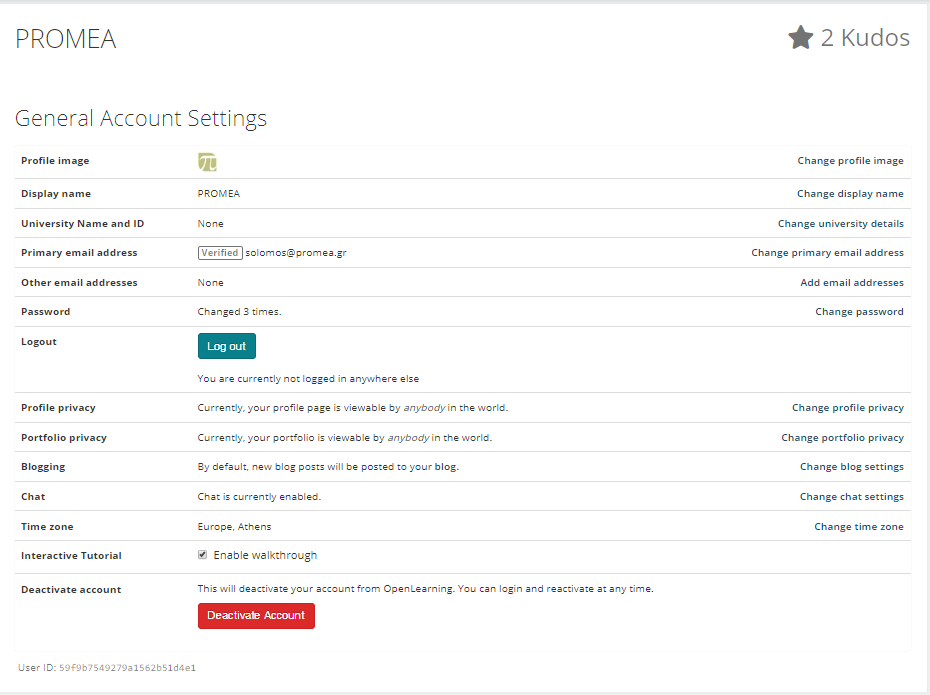 PROMEA
2 Kudos
General Account Settings
Profile image Change profile image
Display name PROMEA Change display name
University Name and ID None Change university details
Primary email address Verified solomos@promea.gr Change primary email address
Other email addresses None Add email addresses
Password Changed 3 times. Change password
Logout
Log out
You are currently not logged in anywhere else
Profile privacy Currently, your profile page is viewable by anybody in the world. Change profile privacy
Portfolio privacy Currently, your portfolio is viewable by anybody in the world. Change portfolio privacy
Blogging By default, new blog posts will be posted to your blog. Change blog settings
Chat Chat is currently enabled. Change chat settings
Time zone Europe, Athens Change time zone
Interactive Tutorial Enable walkthrough
Deactivate account This will deactivate your account from OpenLearning. You can login and reactivate at any time.
Deactivate Account
User ID: 59f9b7549279a1562b51d4e1